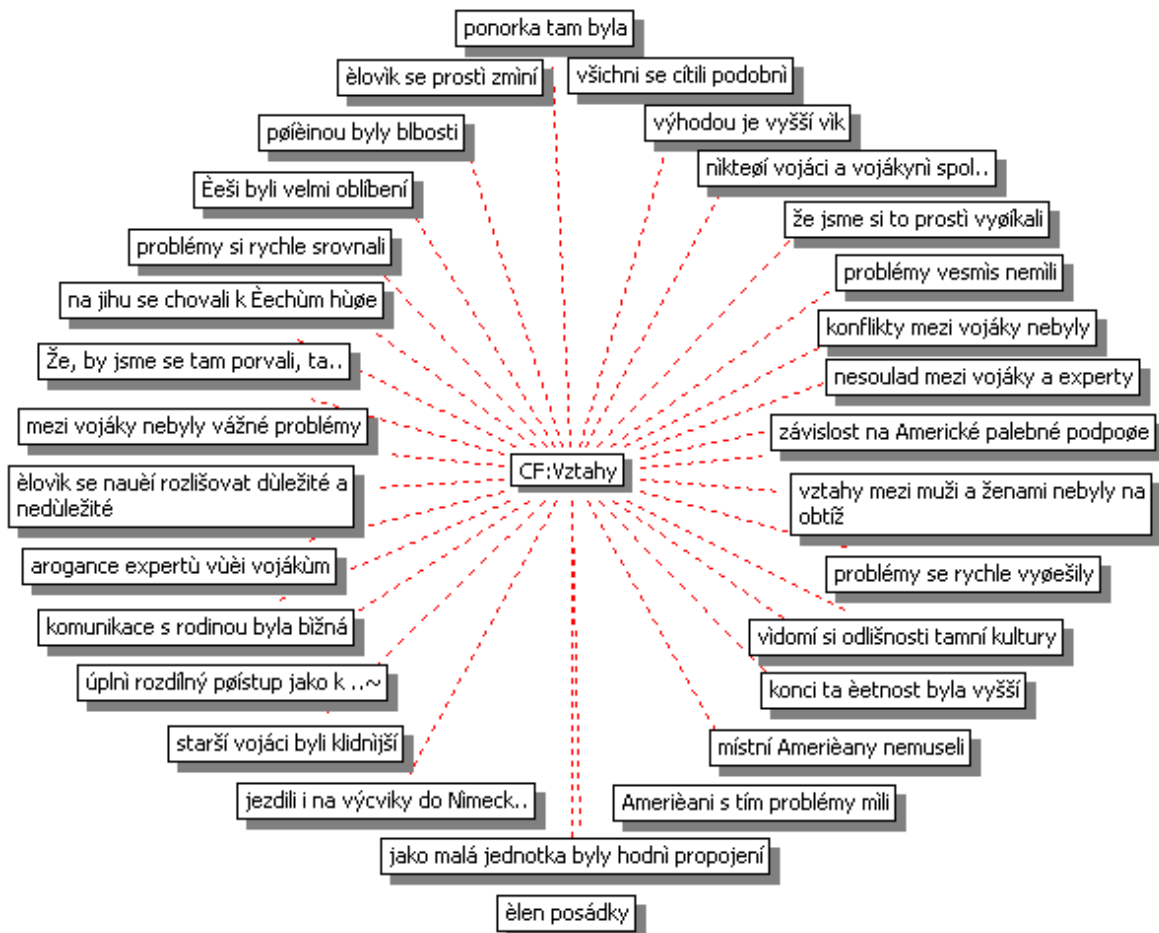 ponorka tam byla
èlovìk se prostì zmìní
všichni se cítili podobnì
pøíèinou byly blbosti
výhodou je vyšší vìk
Èeši byli velmi oblíbení
nìkteøí vojáci a vojákynì spol..
problémy si rychle srovnali
že jsme si to prostì vyøíkali
na jihu se chovali k Èechùm hùøe
problémy vesmìs nemìli
Že, by jsme se tam porvali, ta..
konflikty mezi vojáky nebyly
nesoulad mezi vojáky a experty
mezi vojáky nebyly vážné problémy
závislost na Americké palebné podpoøe
CF:Vztahy
èlovìk se nauèí rozlišovat dùležité a
nedùležité
vztahy mezi muži a ženami nebyly na
obtíž
arogance expertù vùèi vojákùm
problémy se rychle vyøešily
komunikace s rodinou byla bìžná
vìdomí si odlišnosti tamní kultury
úplnì rozdílný pøístup jako k ..~
konci ta èetnost byla vyšší
starší vojáci byli klidnìjší
místní Amerièany nemuseli
jezdili i na výcviky do Nìmeck..
Amerièani s tím problémy mìli
jako malá jednotka byly hodnì propojení
èlen posádky